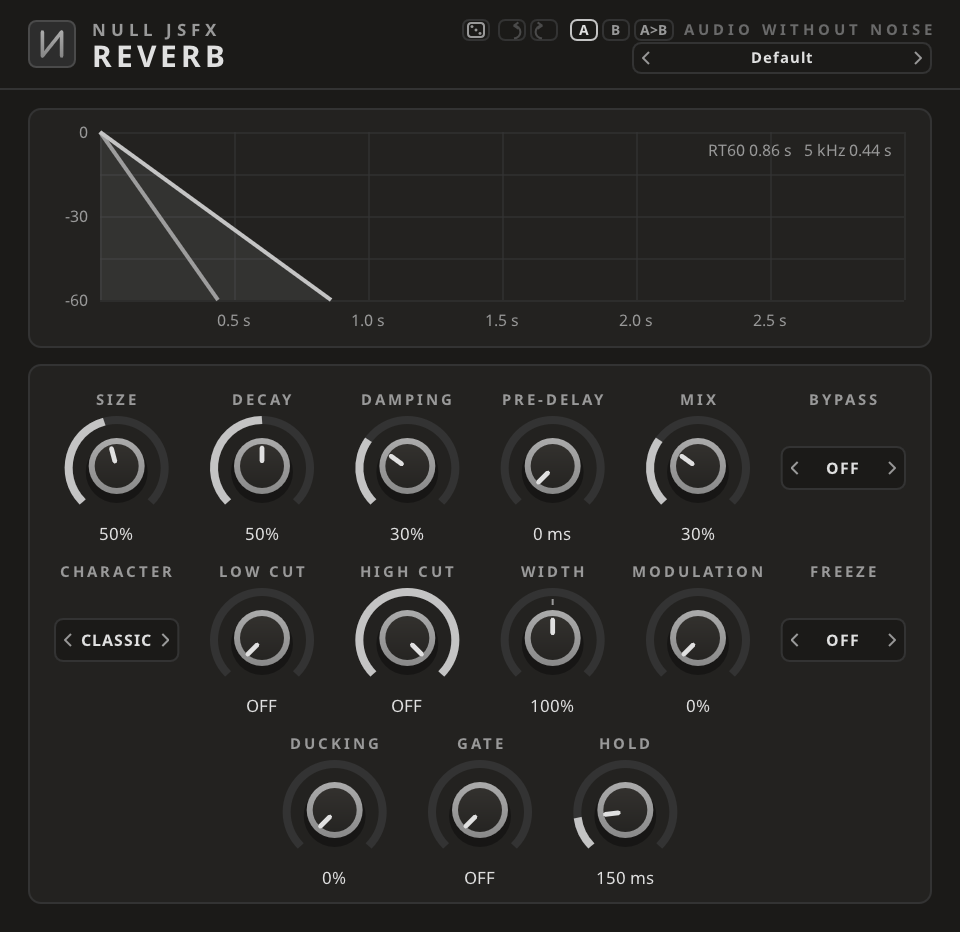 NULL JSFX
REVERB
A B A>B AUDIO WITHOUT NOISE
Default
0
-30
-60
RT60 0.86 s 5 kHz 0.44 s
0.5 s 1.0 s 1.5 s 2.0 s 2.5 s
SIZE DECAY DAMPING PRE-DELAY MIX BYPASS
OFF
50% 50% 30% 0 ms 30%
CHARACTER LOW CUT HIGH CUT WIDTH MODULATION FREEZE
CLASSIC OFF
OFF OFF 100% 0%
DUCKING GATE HOLD
0% OFF 150 ms